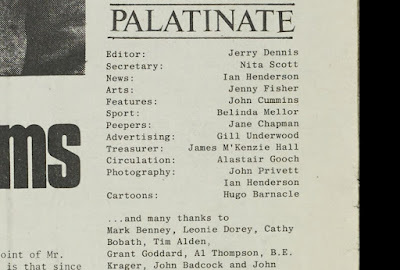 PALATINATE
Editor: Jerry Dennis
Secretary: Nita Scott
News: Ian Henderson
Arts: Jenny Fisher
Features: John Cummins
Sport: Belinda Mellor
Peepers: Jane Chapman
Advertising: Gill Underwood
Treasurer: James M'Kenzie Hall
Circulation: Alastair Gooch
Photography: John Privett
Ian Henderson
Cartoons: Hugo Barnacle
...and many thanks to
Mark Benney, Leonie Dorey, Cathy
Bobath, Tim Alden,
Grant Goddard, Al Thompson, B.E.
Krager, John Badcock and John
ms
point of Mr.
is that since